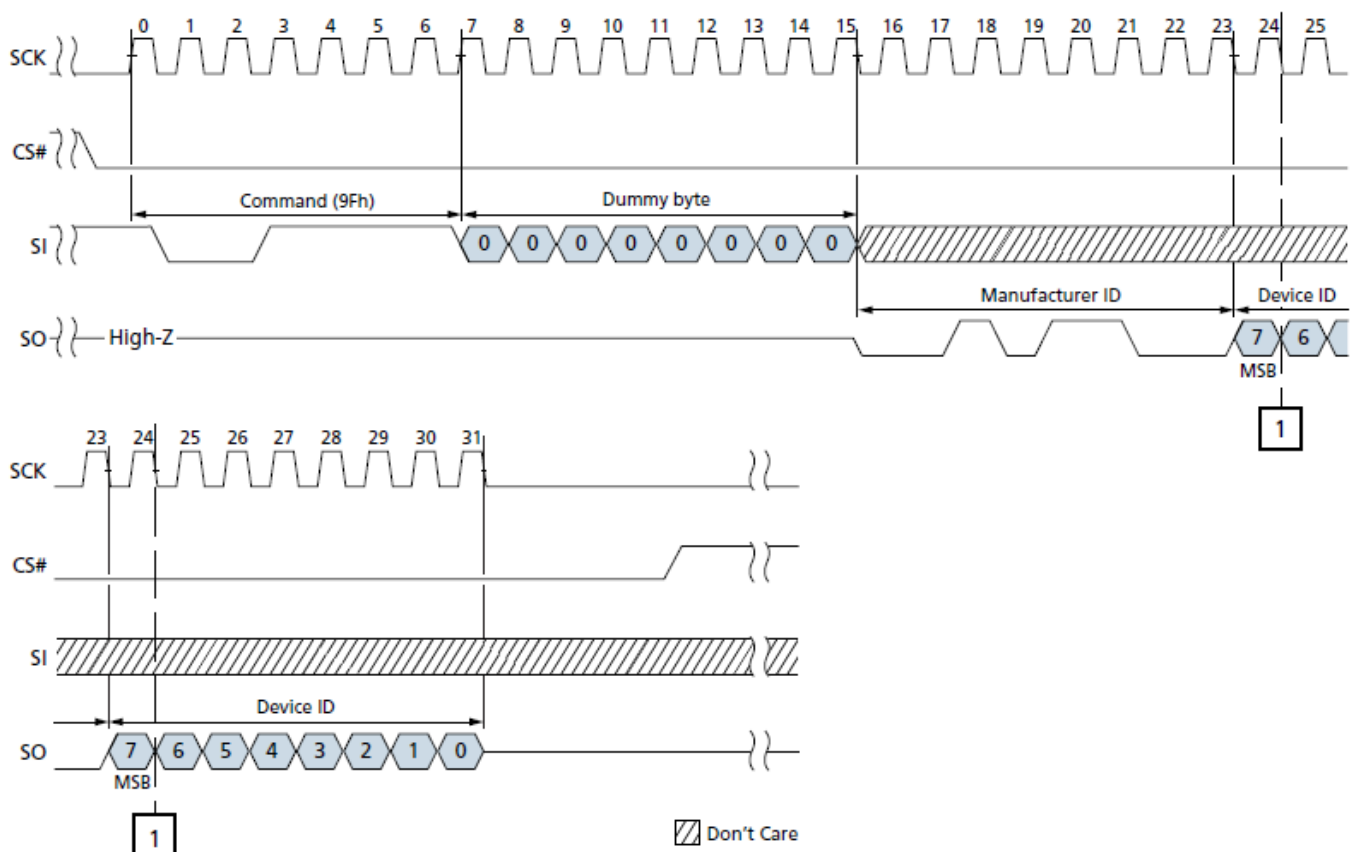 0 1 2 3 4 5 6 7 8 9 10 11 12 13 14 15 16 17 18 19 20 21 22 23 24 25
SCK
CS#
Command (9Fh) Dummy byte
SI 0 0 0 0 0 0 0 0
Manufacturer ID Device ID
SO High-Z 7 6
MSB
1
23 24 25 26 27 28 29 30 31
SCK
CS#
SI
Device ID
SO 7 6 5 4 3 2 1 0
MSB
1
Don't Care